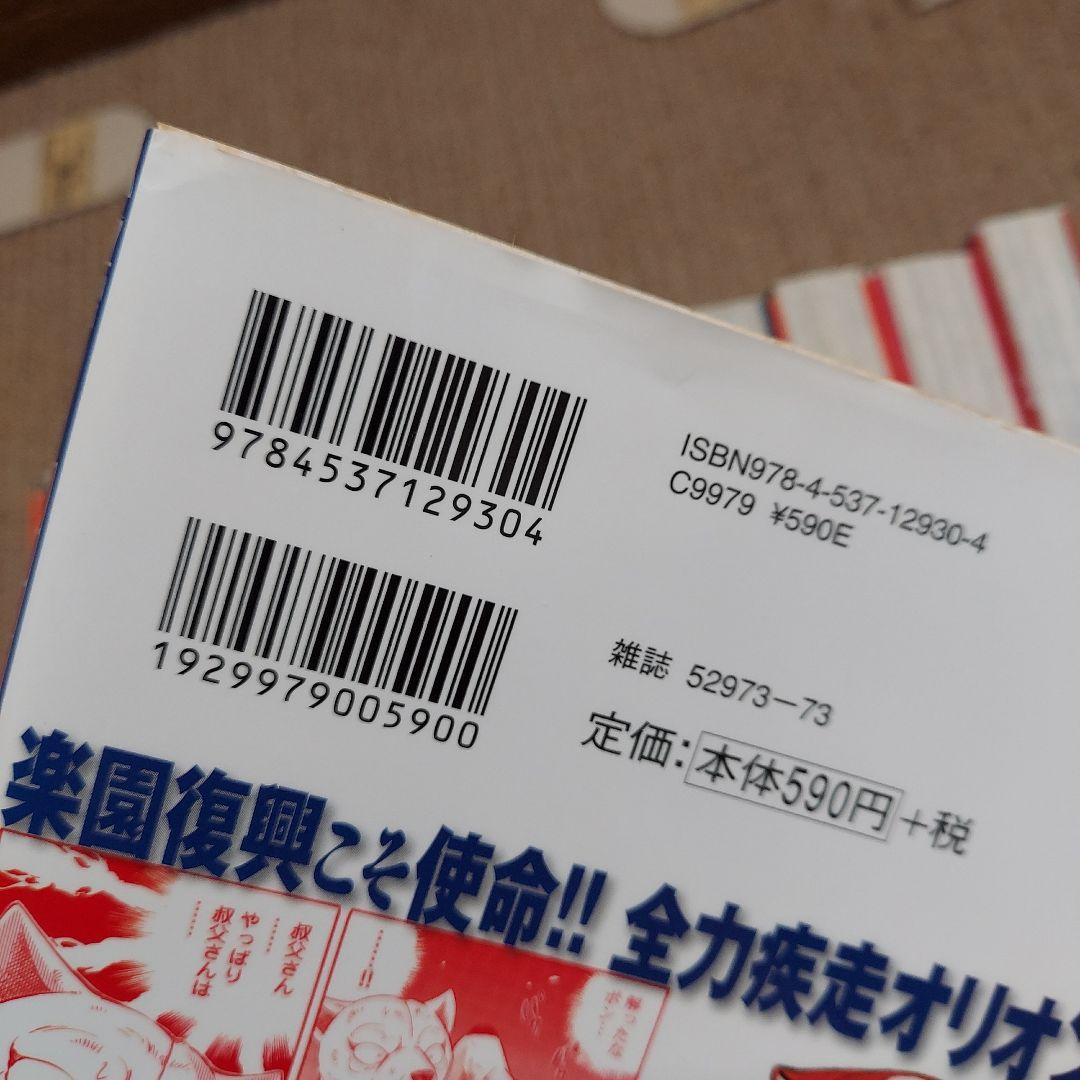 9784537129304
ISBN978-4-537-12930-4
C9979 ¥590E
1929979005900
雑誌 52973-73
定価:本体590円+税
楽園復興こそ使命!! 全力疾走オリオン
……叔父さん
やっぱり
叔父さんは
……
……!!